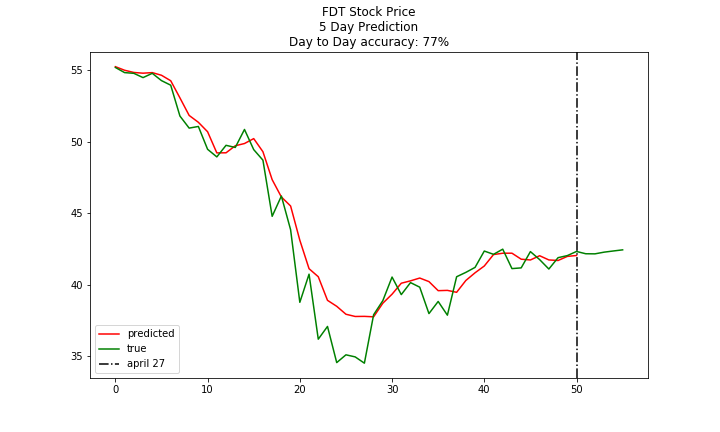 FDT Stock Price
5 Day Prediction
Day to Day accuracy: 77%
55
50
45
40
35
predicted
true
april 27
0 10 20 30 40 50